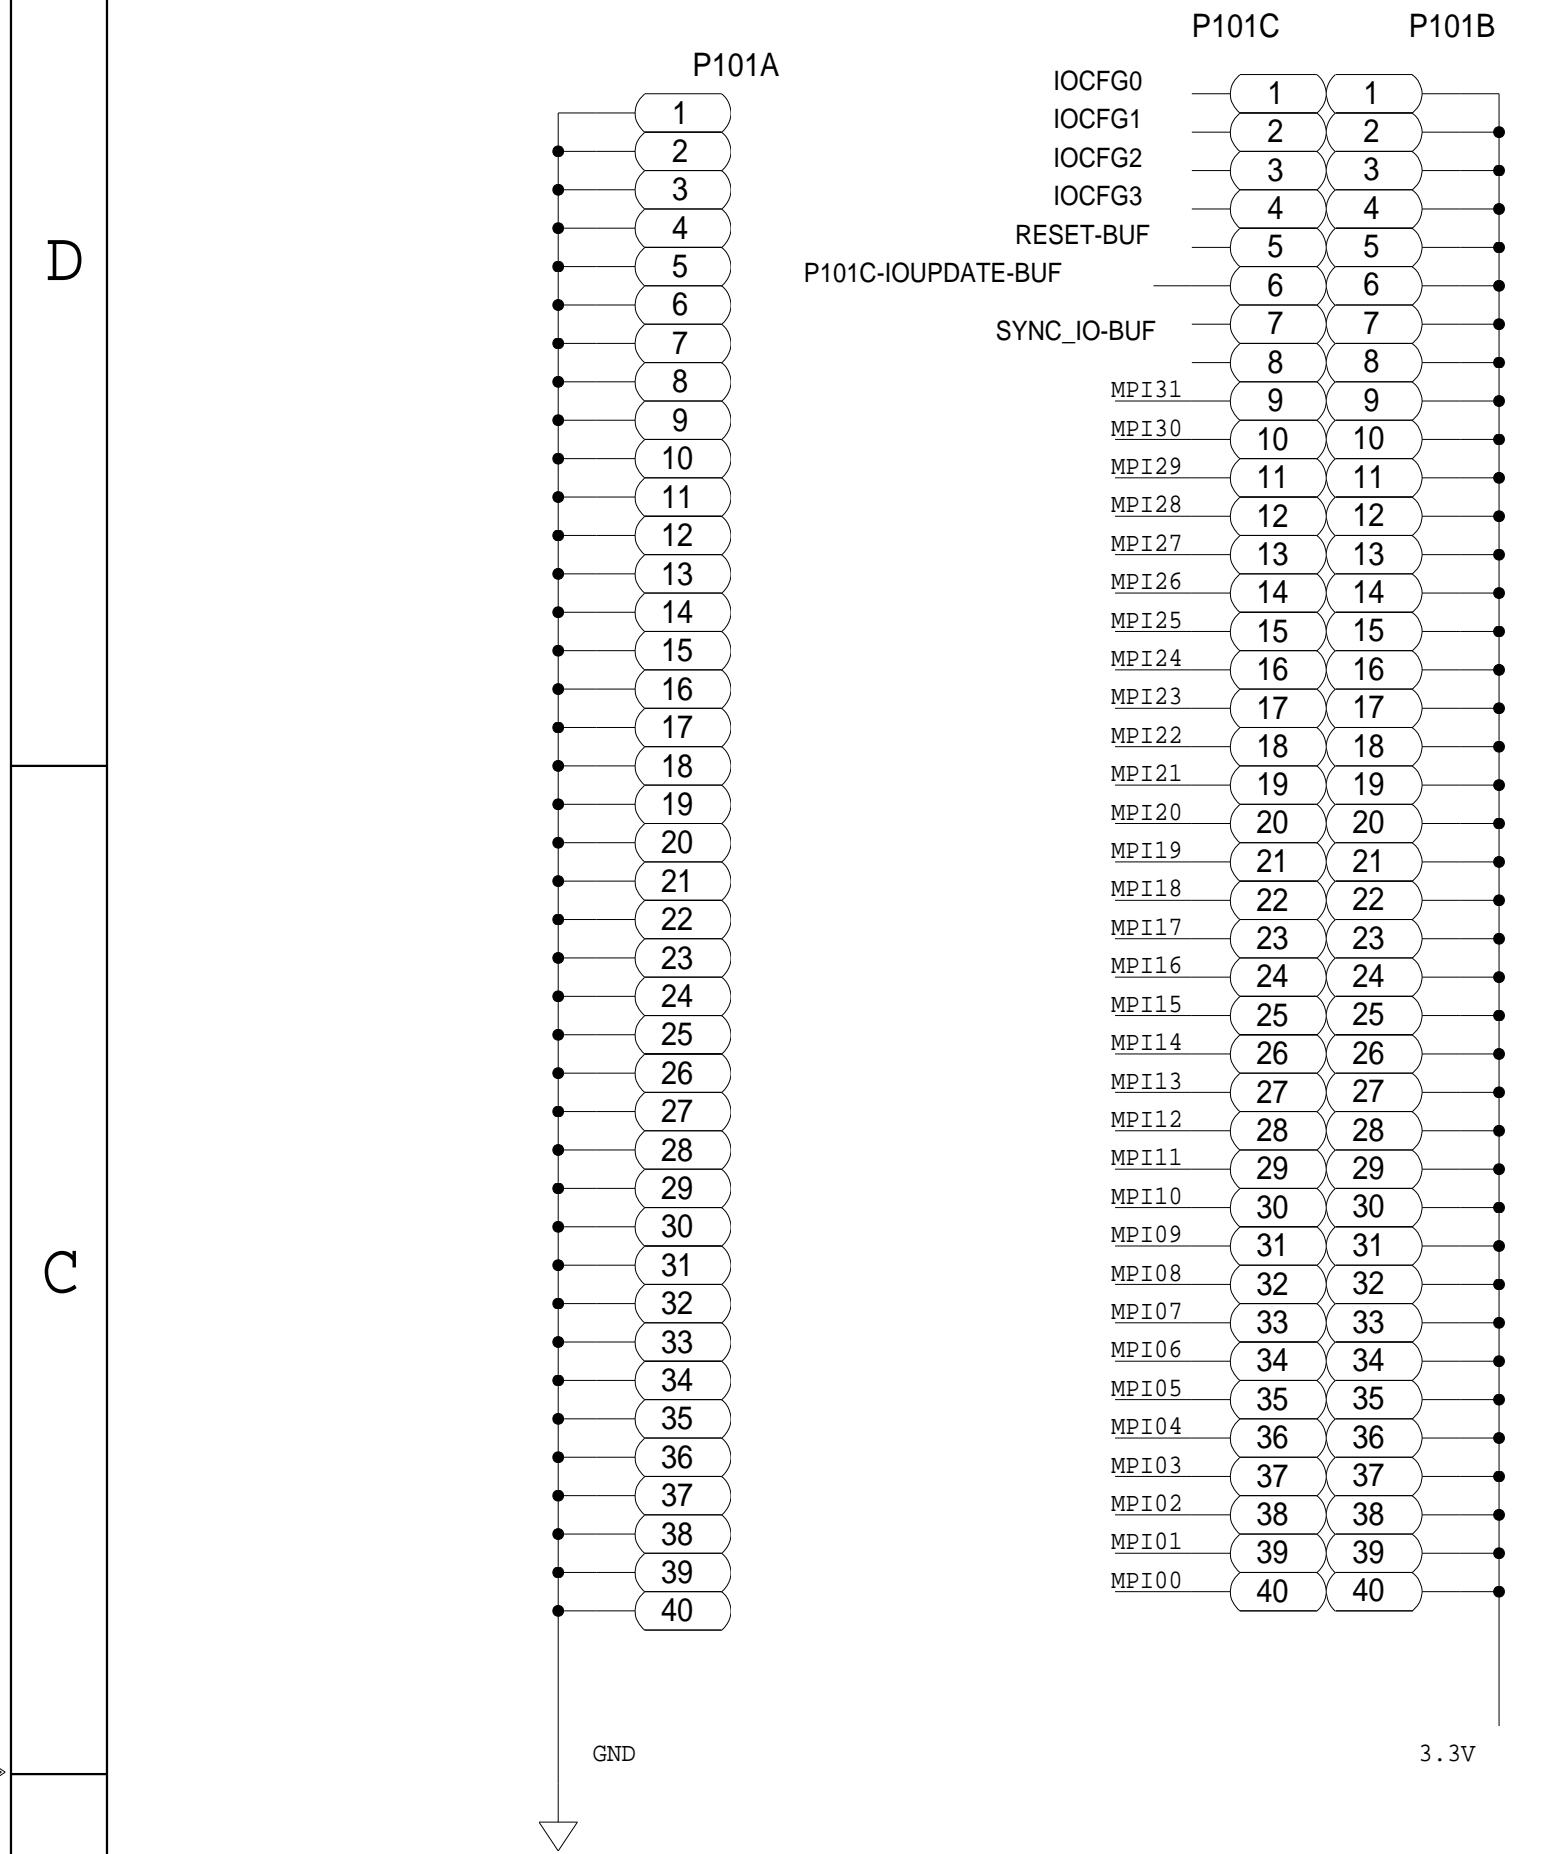 P101C P101B
P101A
IOCFG0 1 1
1
IOCFG1 2 2
2
IOCFG2 3 3
3
IOCFG3 4 4
4
RESET-BUF 5 5
D
5
P101C-IOUPDATE-BUF 6 6
6
SYNC_IO-BUF 7 7
7
8 8
8
MPI31 9 9
9
MPI30 10 10
10
MPI29 11 11
11
MPI28 12 12
12
MPI27 13 13
13
MPI26 14 14
14
MPI25 15 15
15
MPI24 16 16
16
MPI23 17 17
17
MPI22 18 18
18
MPI21 19 19
19
MPI20 20 20
20
MPI19 21 21
21
MPI18 22 22
22
MPI17 23 23
23
MPI16 24 24
24
MPI15 25 25
25
MPI14 26 26
26
MPI13 27 27
27
MPI12 28 28
28
MPI11 29 29
29
MPI10 30 30
30
MPI09 31 31
C
31
MPI08 32 32
32
MPI07 33 33
33
MPI06 34 34
34
MPI05 35 35
35
MPI04 36 36
36
MPI03 37 37
37
MPI02 38 38
38
MPI01 39 39
39
MPI00 40 40
40
GND 3.3V